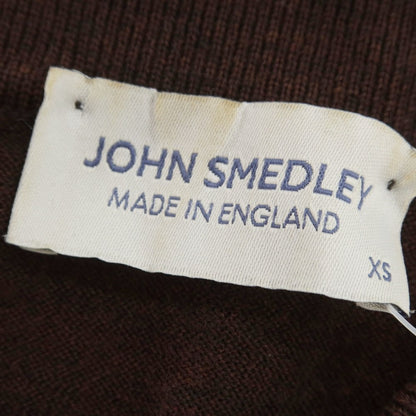 JOHN SMEDLEY
MADE IN ENGLAND
XS